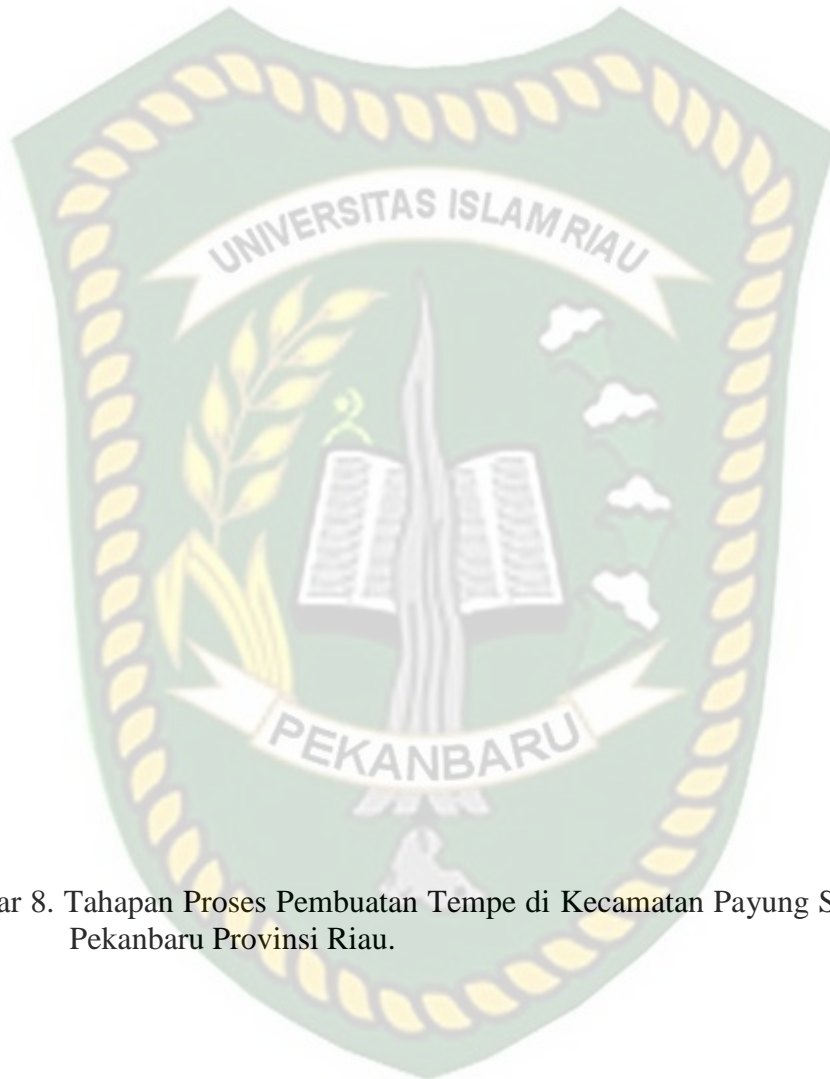 UNIVERSITAS ISLAM RIAU
PEKANBARU
ar 8. Tahapan Proses Pembuatan Tempe di Kecamatan Payung S
Pekanbaru Provinsi Riau.